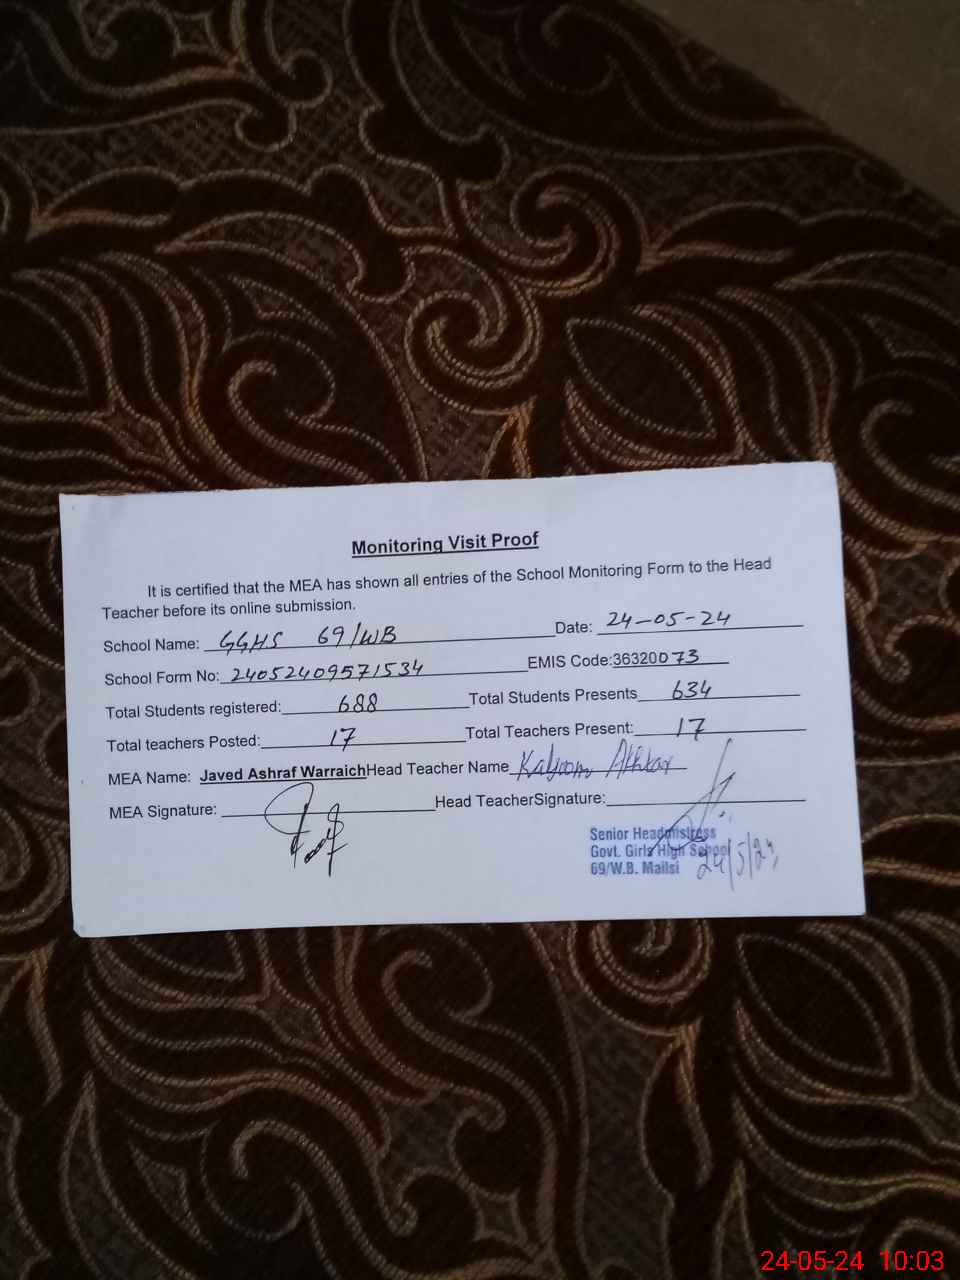 Monitoring Visit Proof
It is certified that the MEA has shown all entries of the School Monitoring Form to the Head
Teacher before its online submission.
School Name: GGHS 69/WB Date: 24-05-24
School Form No: 24052409571534 EMIS Code:36320073
Total Students registered: 688 Total Students Presents 634
Total teachers Posted: 17 Total Teachers Present: 17
MEA Name: Javed Ashraf Warraich Head Teacher Name Akhtar
MEA Signature: Head TeacherSignature:
Senior Headmistress
Govt. Girls High School
69/W.B. Mailsi
24/5/24
24-05-24 10:03